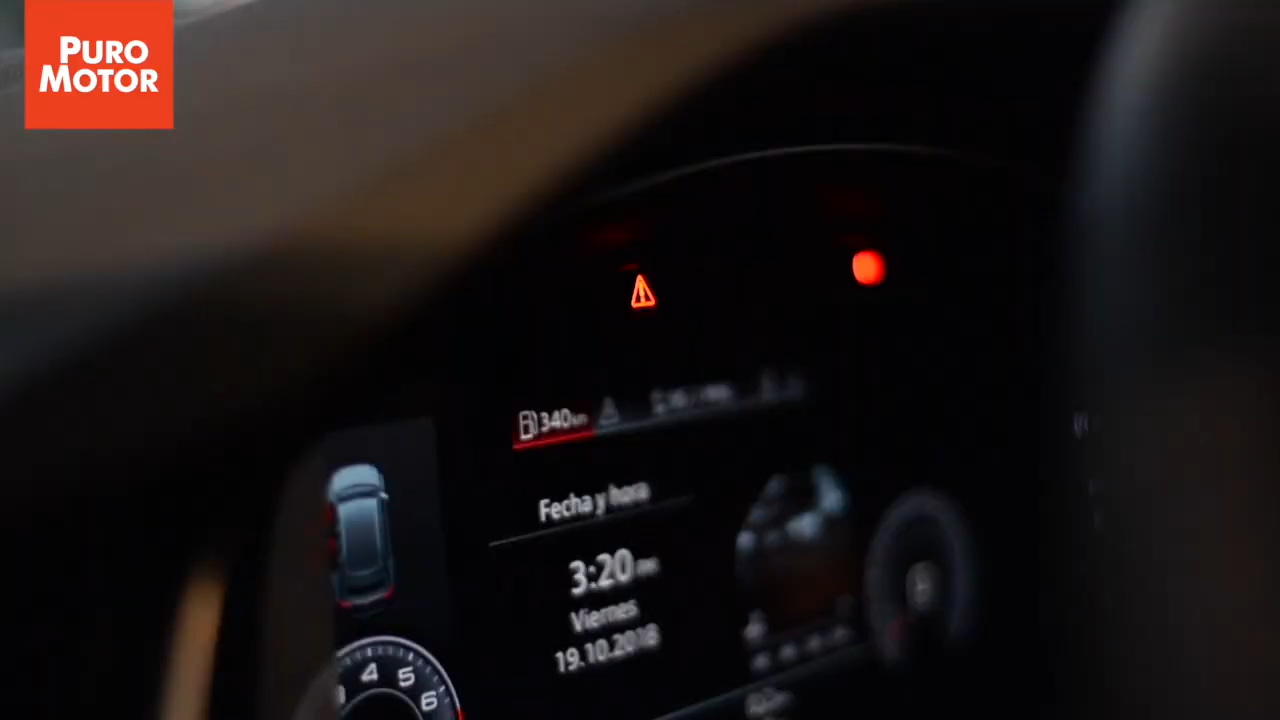 PURO
MOTOR
340 km
Fecha y hora
3:20
Viernes
19.10.2018
4 5 6